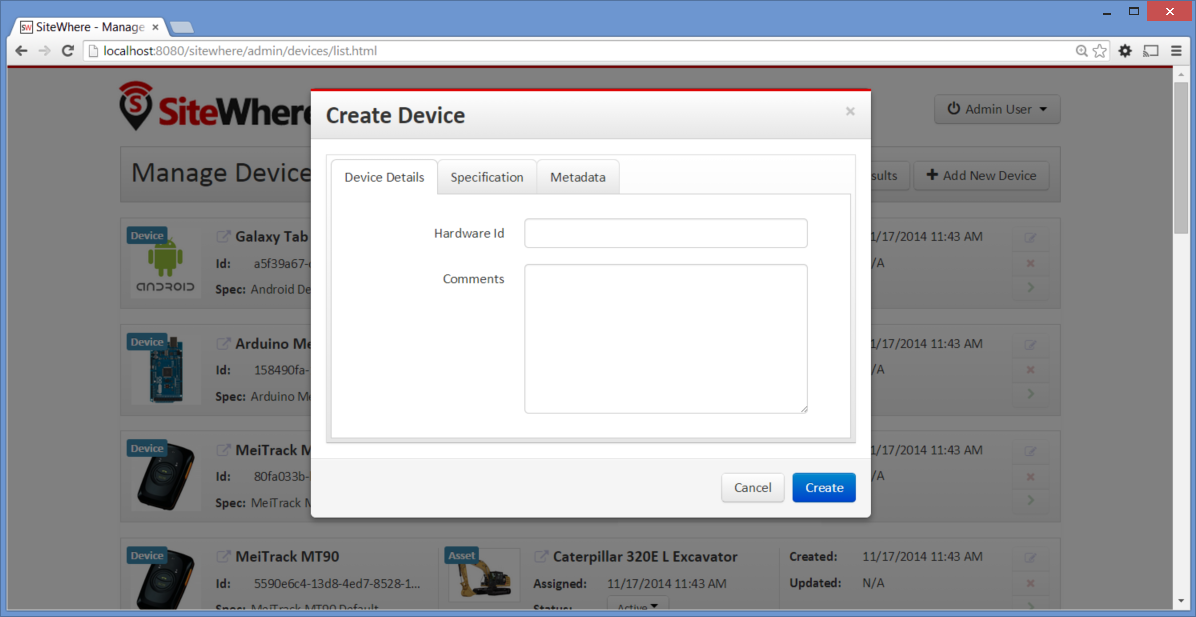 SiteWhere - Manage
localhost:8080/sitewhere/admin/devices/list.html
SiteWhere
Admin User
Create Device
Manage Device
Add New Device
Device Details
Specification
Metadata
Hardware Id
Comments
Cancel
Create
Device
Galaxy Tab
Id: a5f39a67-
Spec: Android De
android
1/17/2014 11:43 AM
/A
Device
Arduino Me
Id: 158490fa-
Spec: Arduino Me
1/17/2014 11:43 AM
/A
Device
MeiTrack M
Id: 80fa033b-
Spec: MeiTrack M
1/17/2014 11:43 AM
/A
Device
MeiTrack MT90
Id: 5590e6c4-13d8-4ed7-8528-1...
Spec: MeiTrack MT90 Default
Asset
Caterpillar 320E L Excavator
Assigned: 11/17/2014 11:43 AM
Status: Active
Created: 11/17/2014 11:43 AM
Updated: N/A